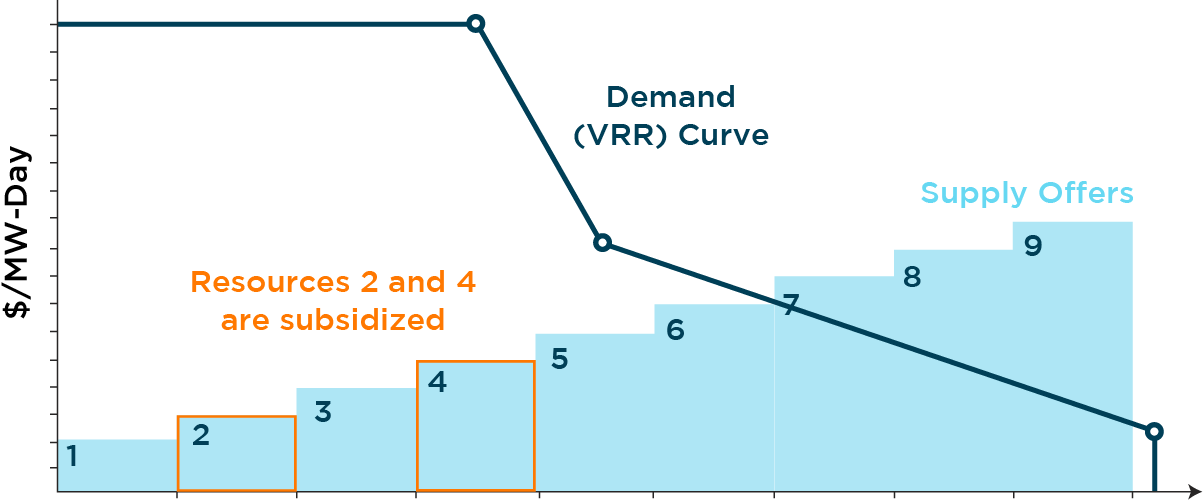 Demand
(VRR) Curve
$/MW-Day
Supply Offers
Resources 2 and 4
are subsidized
1
2
3
4
5
6
7
8
9